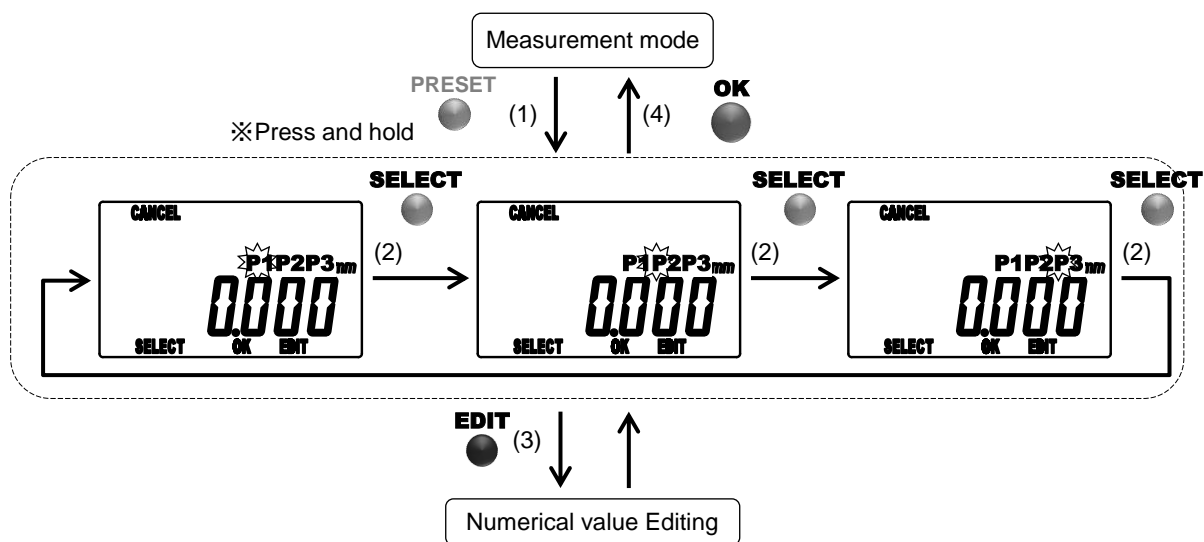 Measurement mode
PRESET
(1)
(4)
OK
※Press and hold
SELECT
SELECT
SELECT
CANCEL
P1P2P3mm
0.000
SELECT OK EDIT
(2)
CANCEL
P1P2P3mm
0.000
SELECT OK EDIT
(2)
CANCEL
P1P2P3mm
0.000
SELECT OK EDIT
(2)
EDIT
(3)
Numerical value Editing